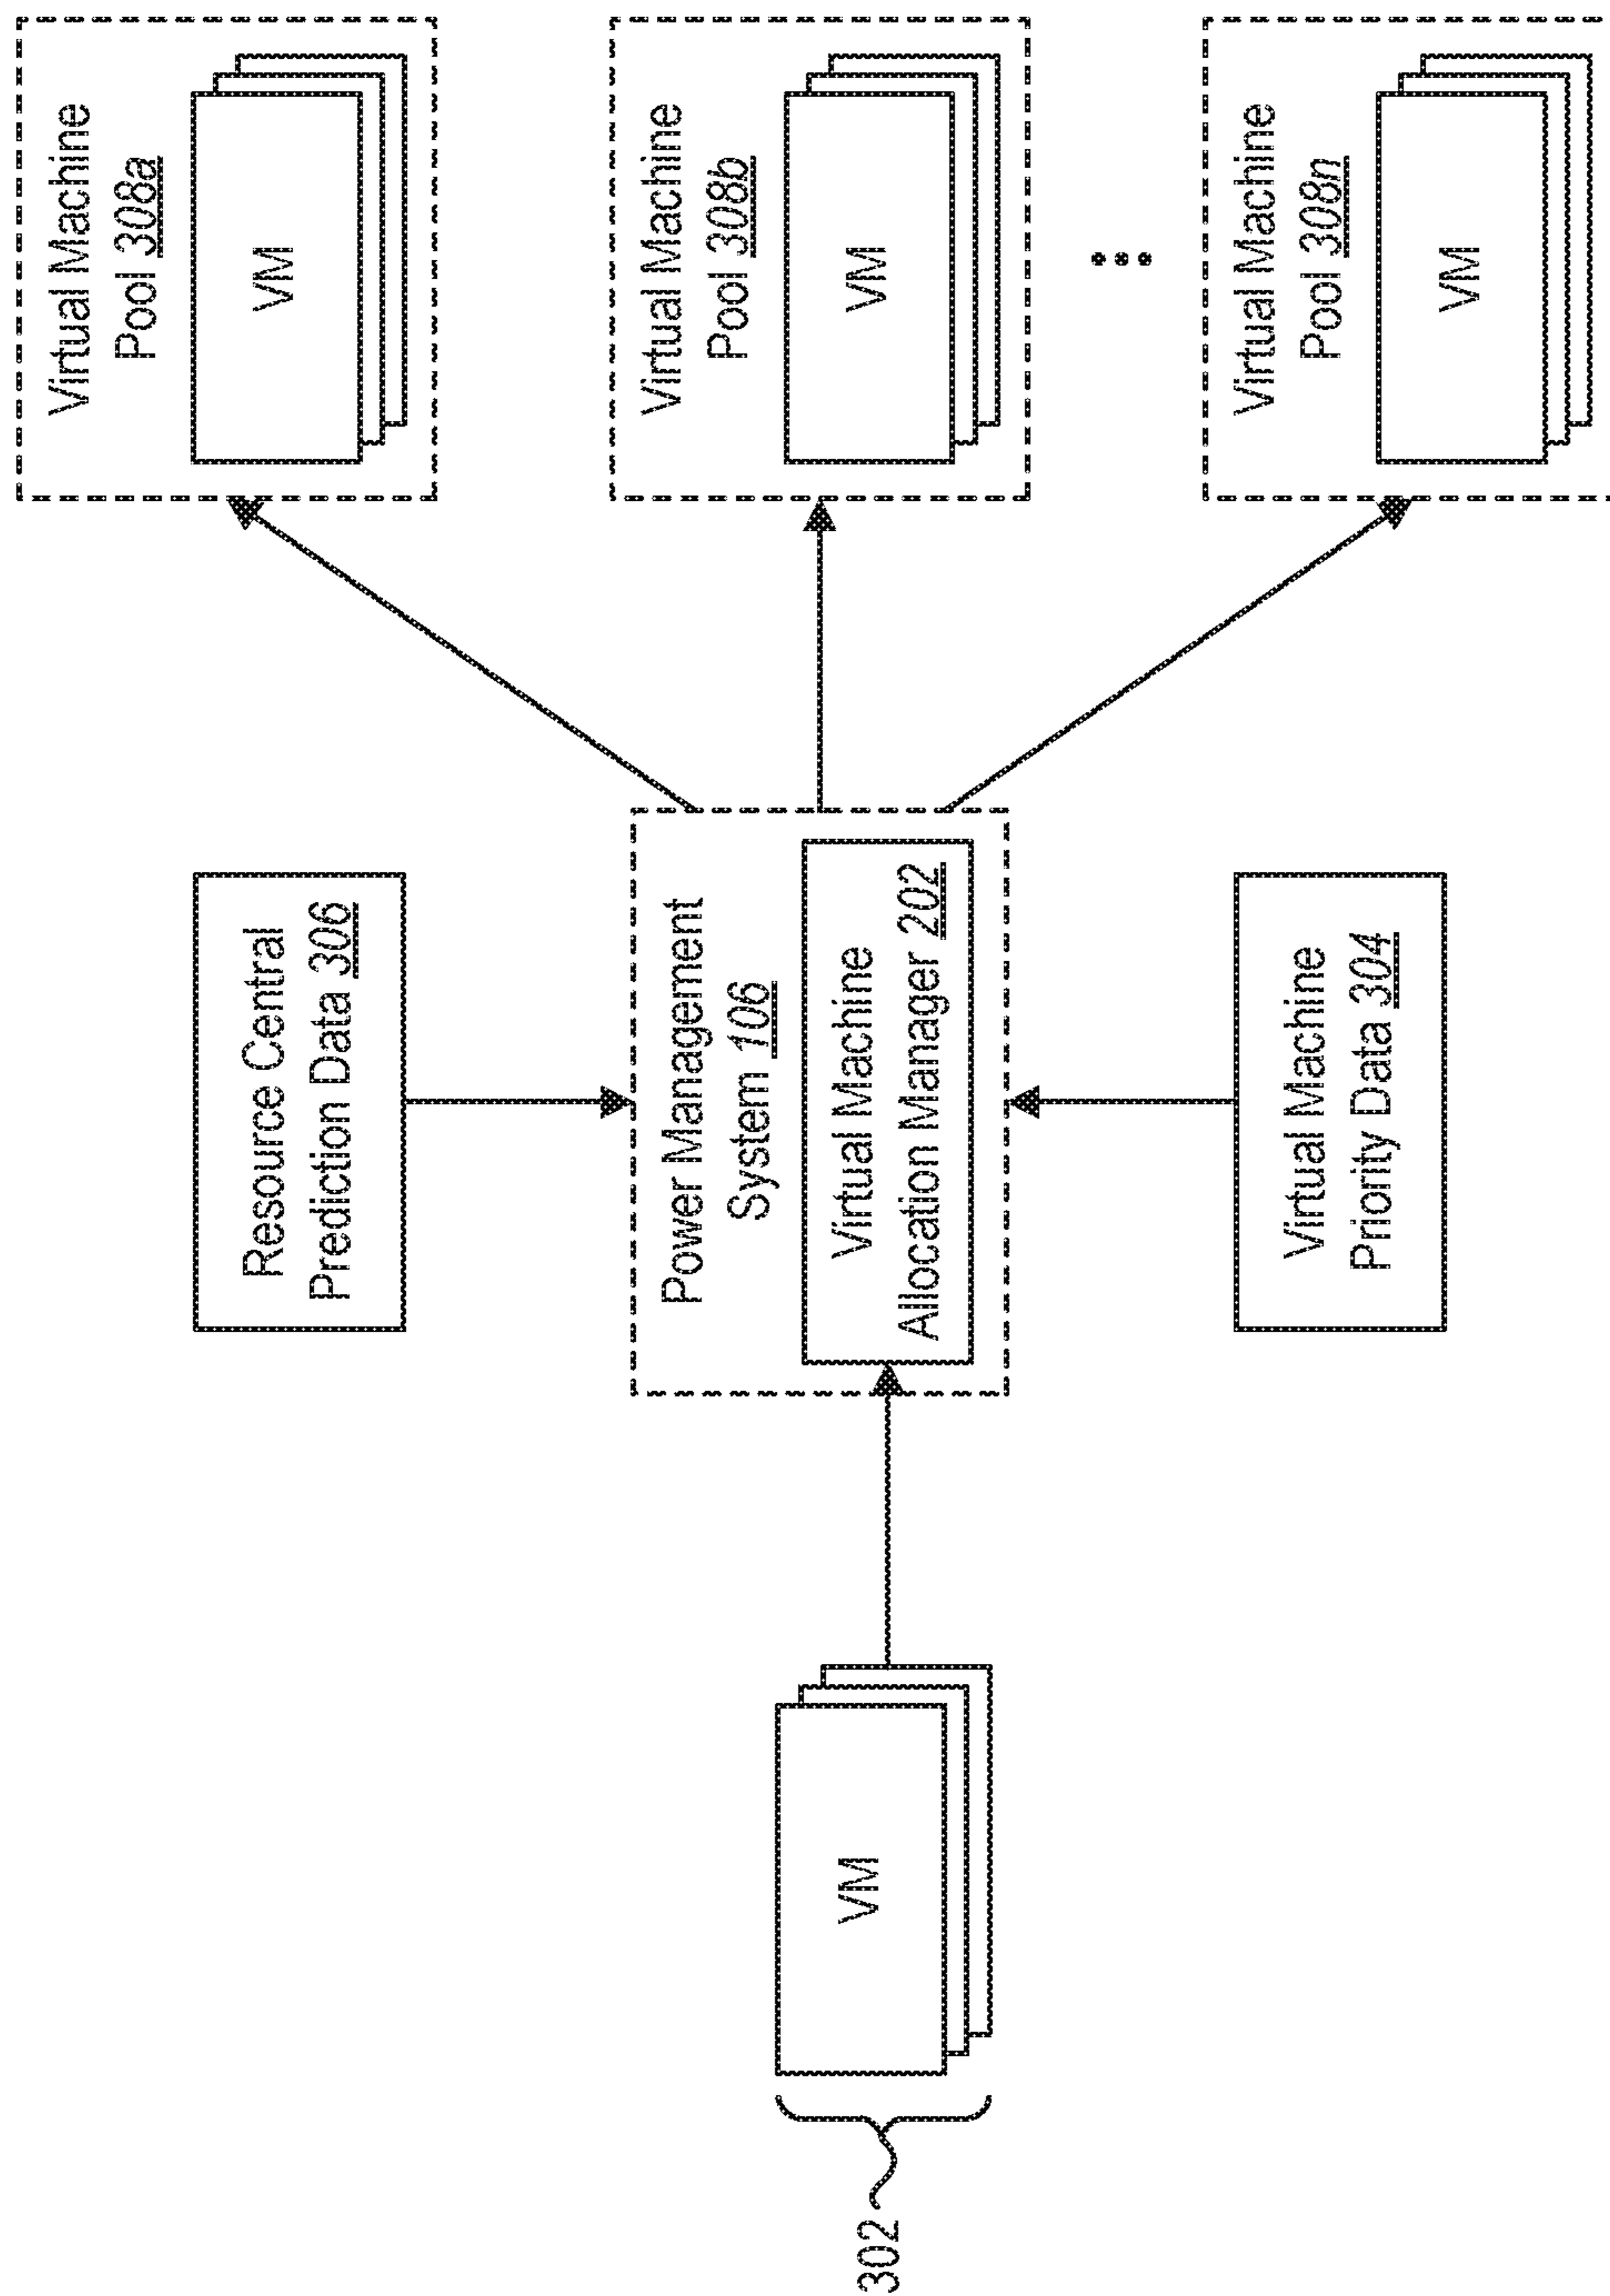 302
VM
Resource Central
Prediction Data 306
Power Management
System 106
Virtual Machine
Allocation Manager 202
Virtual Machine
Priority Data 304
Virtual Machine
Pool 308a
VM
Virtual Machine
Pool 308b
VM
Virtual Machine
Pool 308n
VM